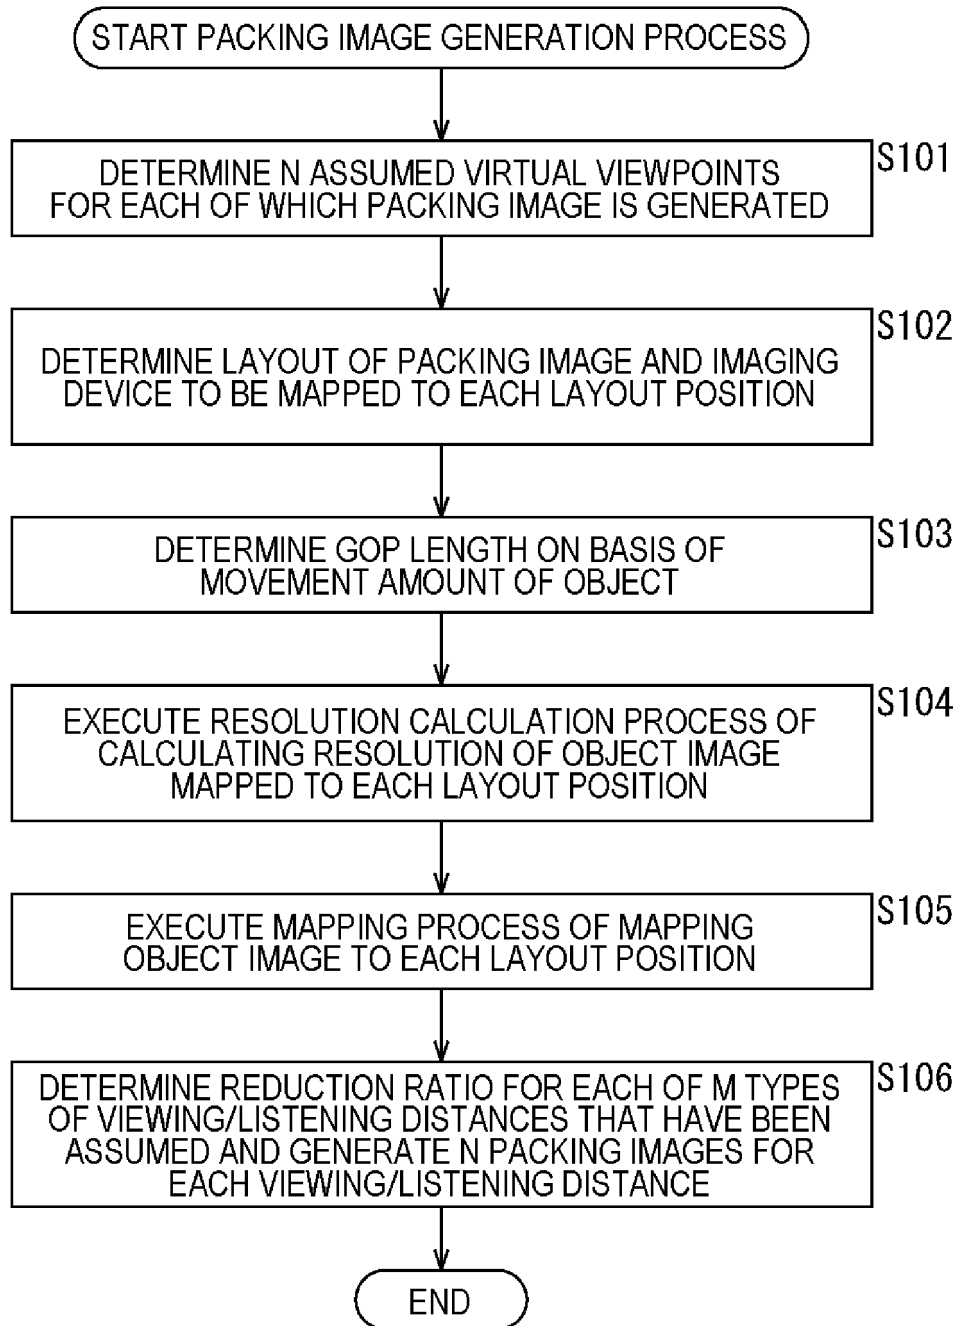 START PACKING IMAGE GENERATION PROCESS
S101
DETERMINE N ASSUMED VIRTUAL VIEWPOINTS
FOR EACH OF WHICH PACKING IMAGE IS GENERATED
S102
DETERMINE LAYOUT OF PACKING IMAGE AND IMAGING
DEVICE TO BE MAPPED TO EACH LAYOUT POSITION
S103
DETERMINE GOP LENGTH ON BASIS OF
MOVEMENT AMOUNT OF OBJECT
S104
EXECUTE RESOLUTION CALCULATION PROCESS OF
CALCULATING RESOLUTION OF OBJECT IMAGE
MAPPED TO EACH LAYOUT POSITION
S105
EXECUTE MAPPING PROCESS OF MAPPING
OBJECT IMAGE TO EACH LAYOUT POSITION
S106
DETERMINE REDUCTION RATIO FOR EACH OF M TYPES
OF VIEWING/LISTENING DISTANCES THAT HAVE BEEN
ASSUMED AND GENERATE N PACKING IMAGES FOR
EACH VIEWING/LISTENING DISTANCE
END